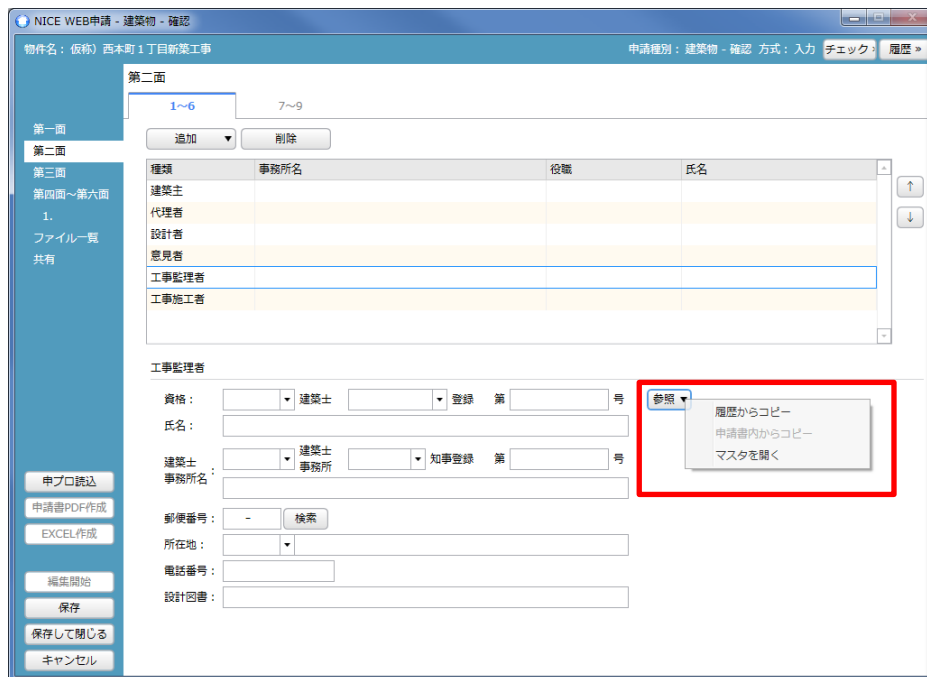 NICE WEB申請 - 建築物 - 確認
物件名： 仮称）西本町１丁目新築工事
申請種別： 建築物 - 確認 方式： 入力 チェック » 履歴 »
第一面
第二面
第三面
第四面～第六面
1.
ファイル一覧
共有
申プロ読込
申請書PDF作成
EXCEL作成
編集開始
保存
保存して閉じる
キャンセル
第二面
1～6 7～9
追加 ▼ 削除
種類 事務所名 役職 氏名
建築主
代理者
設計者
意見者
工事監理者
工事施工者
↑
↓
工事監理者
資格： 建築士 登録 第 号 参照 ▼
氏名：
建築士
事務所名： 建築士
事務所 知事登録 第 号
郵便番号： - 検索
所在地：
電話番号：
設計図書：
履歴からコピー
申請書内からコピー
マスタを開く